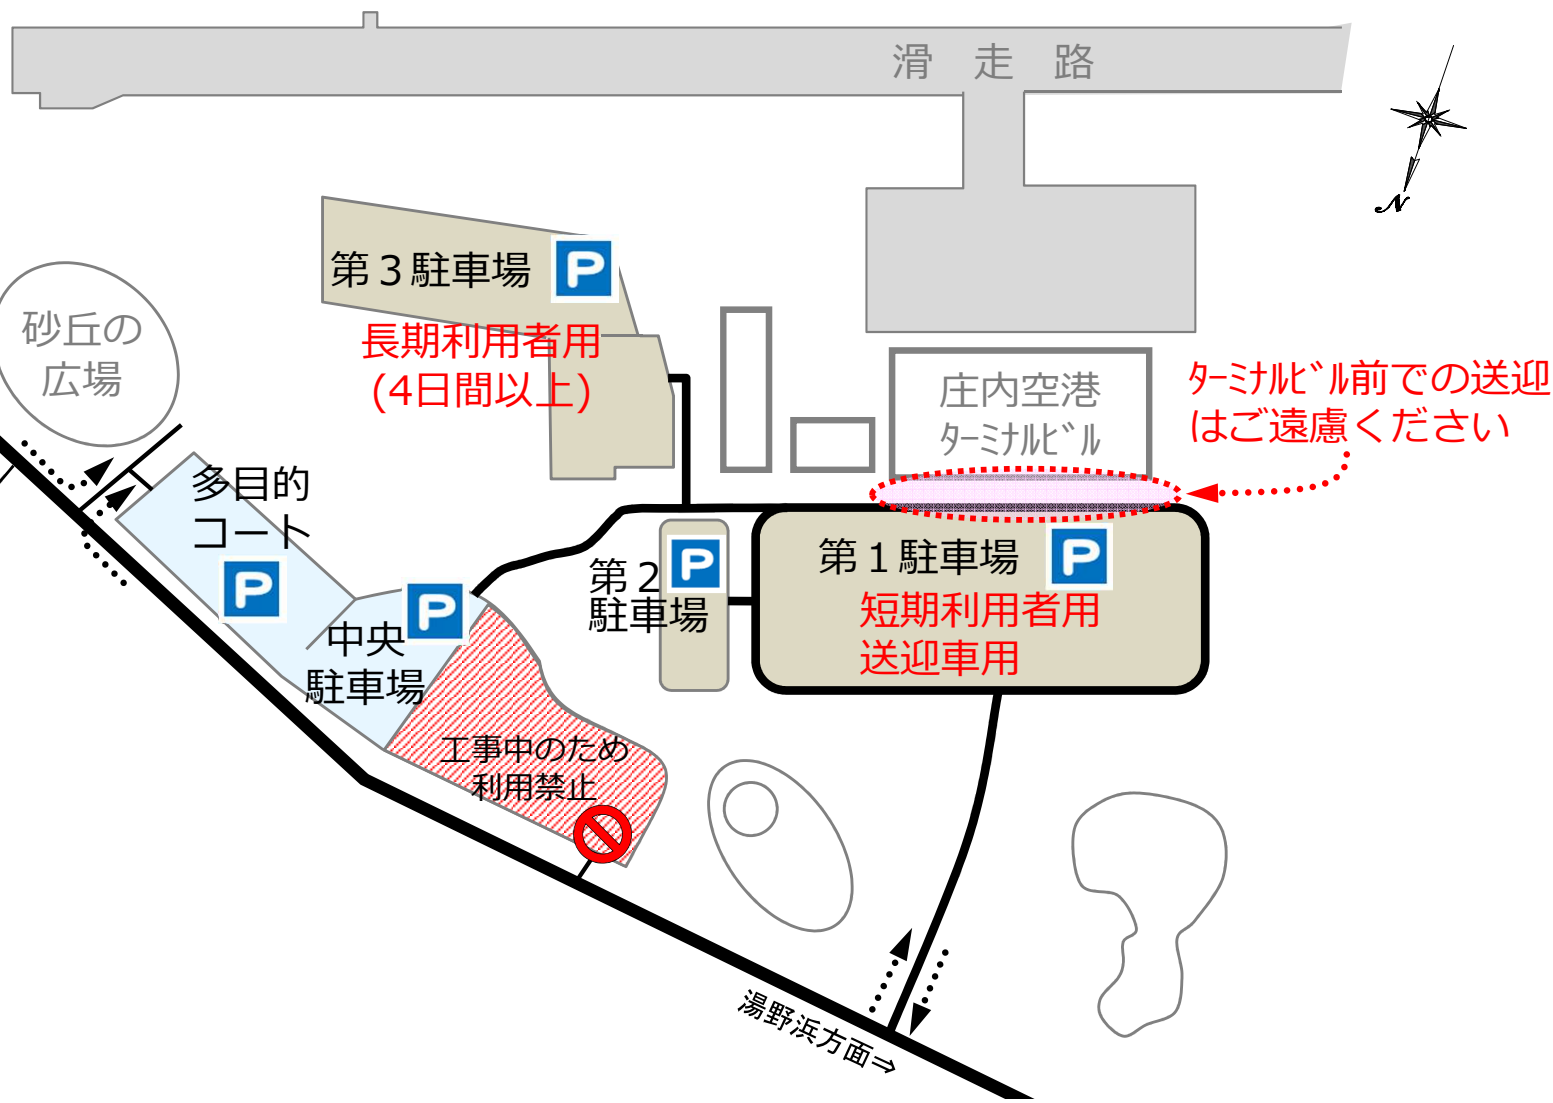 滑走路
N
第３駐車場 P
長期利用者用
(4日間以上)
砂丘の
広場
庄内空港
ﾀｰﾐﾅﾙﾋﾞﾙ
ﾀｰﾐﾅﾙﾋﾞﾙ前での送迎
はご遠慮ください
多目的
コート
P
第２
駐車場
P
第１駐車場 P
短期利用者用
送迎車用
中央
駐車場
P
工事中のため
利用禁止
湯野浜方面⇒